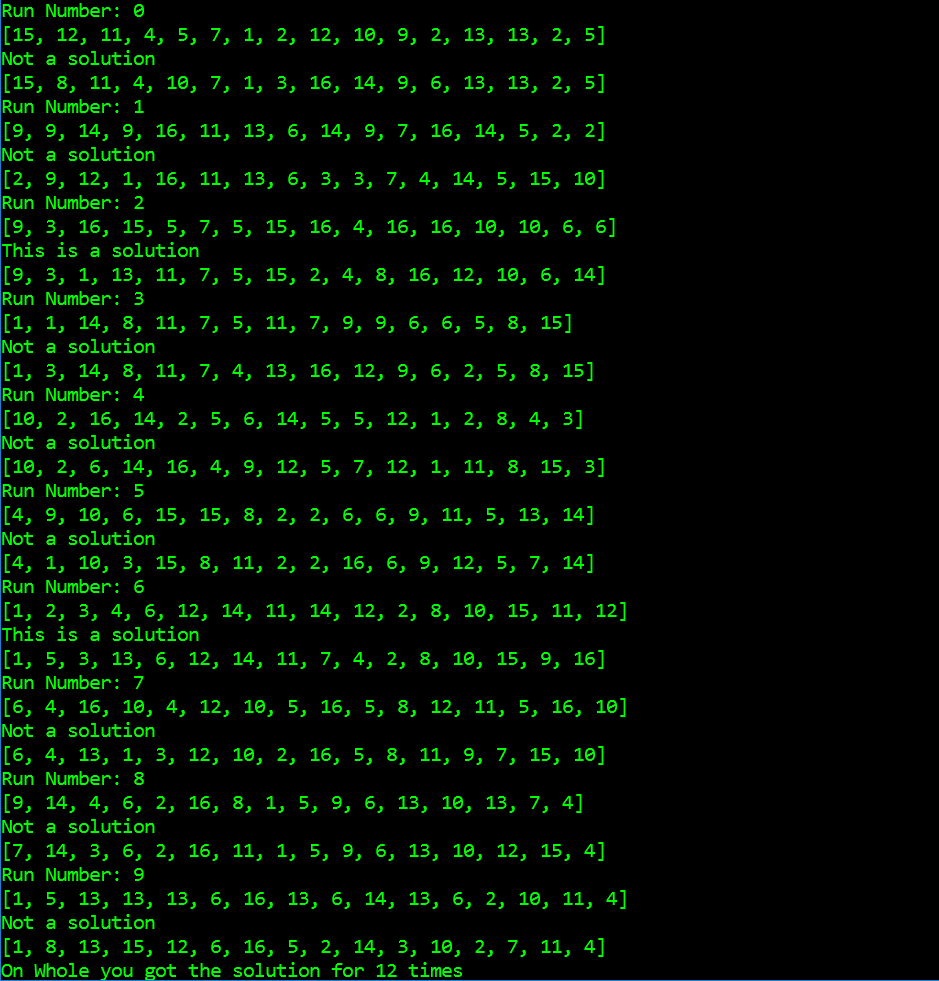 Run Number: 0
[15, 12, 11, 4, 5, 7, 1, 2, 12, 10, 9, 2, 13, 13, 2, 5]
Not a solution
[15, 8, 11, 4, 10, 7, 1, 3, 16, 14, 9, 6, 13, 13, 2, 5]
Run Number: 1
[9, 9, 14, 9, 16, 11, 13, 6, 14, 9, 7, 16, 14, 5, 2, 2]
Not a solution
[2, 9, 12, 1, 16, 11, 13, 6, 3, 3, 7, 4, 14, 5, 15, 10]
Run Number: 2
[9, 3, 16, 15, 5, 7, 5, 15, 16, 4, 16, 16, 10, 10, 6, 6]
This is a solution
[9, 3, 1, 13, 11, 7, 5, 15, 2, 4, 8, 16, 12, 10, 6, 14]
Run Number: 3
[1, 1, 14, 8, 11, 7, 5, 11, 7, 9, 9, 6, 6, 5, 8, 15]
Not a solution
[1, 3, 14, 8, 11, 7, 4, 13, 16, 12, 9, 6, 2, 5, 8, 15]
Run Number: 4
[10, 2, 16, 14, 2, 5, 6, 14, 5, 5, 12, 1, 2, 8, 4, 3]
Not a solution
[10, 2, 6, 14, 16, 4, 9, 12, 5, 7, 12, 1, 11, 8, 15, 3]
Run Number: 5
[4, 9, 10, 6, 15, 15, 8, 2, 2, 6, 6, 9, 11, 5, 13, 14]
Not a solution
[4, 1, 10, 3, 15, 8, 11, 2, 2, 16, 6, 9, 12, 5, 7, 14]
Run Number: 6
[1, 2, 3, 4, 6, 12, 14, 11, 14, 12, 2, 8, 10, 15, 11, 12]
This is a solution
[1, 5, 3, 13, 6, 12, 14, 11, 7, 4, 2, 8, 10, 15, 9, 16]
Run Number: 7
[6, 4, 16, 10, 4, 12, 10, 5, 16, 5, 8, 12, 11, 5, 16, 10]
Not a solution
[6, 4, 13, 1, 3, 12, 10, 2, 16, 5, 8, 11, 9, 7, 15, 10]
Run Number: 8
[9, 14, 4, 6, 2, 16, 8, 1, 5, 9, 6, 13, 10, 13, 7, 4]
Not a solution
[7, 14, 3, 6, 2, 16, 11, 1, 5, 9, 6, 13, 10, 12, 15, 4]
Run Number: 9
[1, 5, 13, 13, 13, 6, 16, 13, 6, 14, 13, 6, 2, 10, 11, 4]
Not a solution
[1, 8, 13, 15, 12, 6, 16, 5, 2, 14, 3, 10, 2, 7, 11, 4]
On Whole you got the solution for 12 times